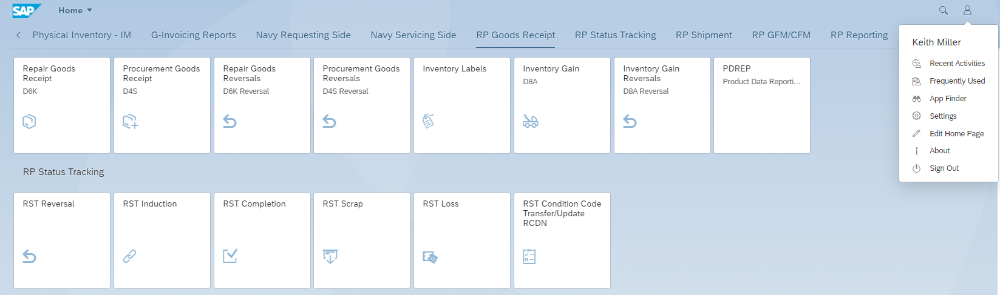 SAP
Home
Physical Inventory - IM
G-Invoicing Reports
Navy Requesting Side
Navy Servicing Side
RP Goods Receipt
RP Status Tracking
RP Shipment
RP GFM/CFM
RP Reporting
Keith Miller
Recent Activities
Frequently Used
App Finder
Settings
Edit Home Page
About
Sign Out
Repair Goods
Receipt
D6K
Procurement Goods
Receipt
D4S
Repair Goods
Reversals
D6K Reversal
Procurement Goods
Reversals
D4S Reversal
Inventory Labels
Inventory Gain
D8A
Inventory Gain
Reversals
D8A Reversal
PDREP
Product Data Reporti...
RP Status Tracking
RST Reversal
RST Induction
RST Completion
RST Scrap
RST Loss
RST Condition Code
Transfer/Update
RCDN